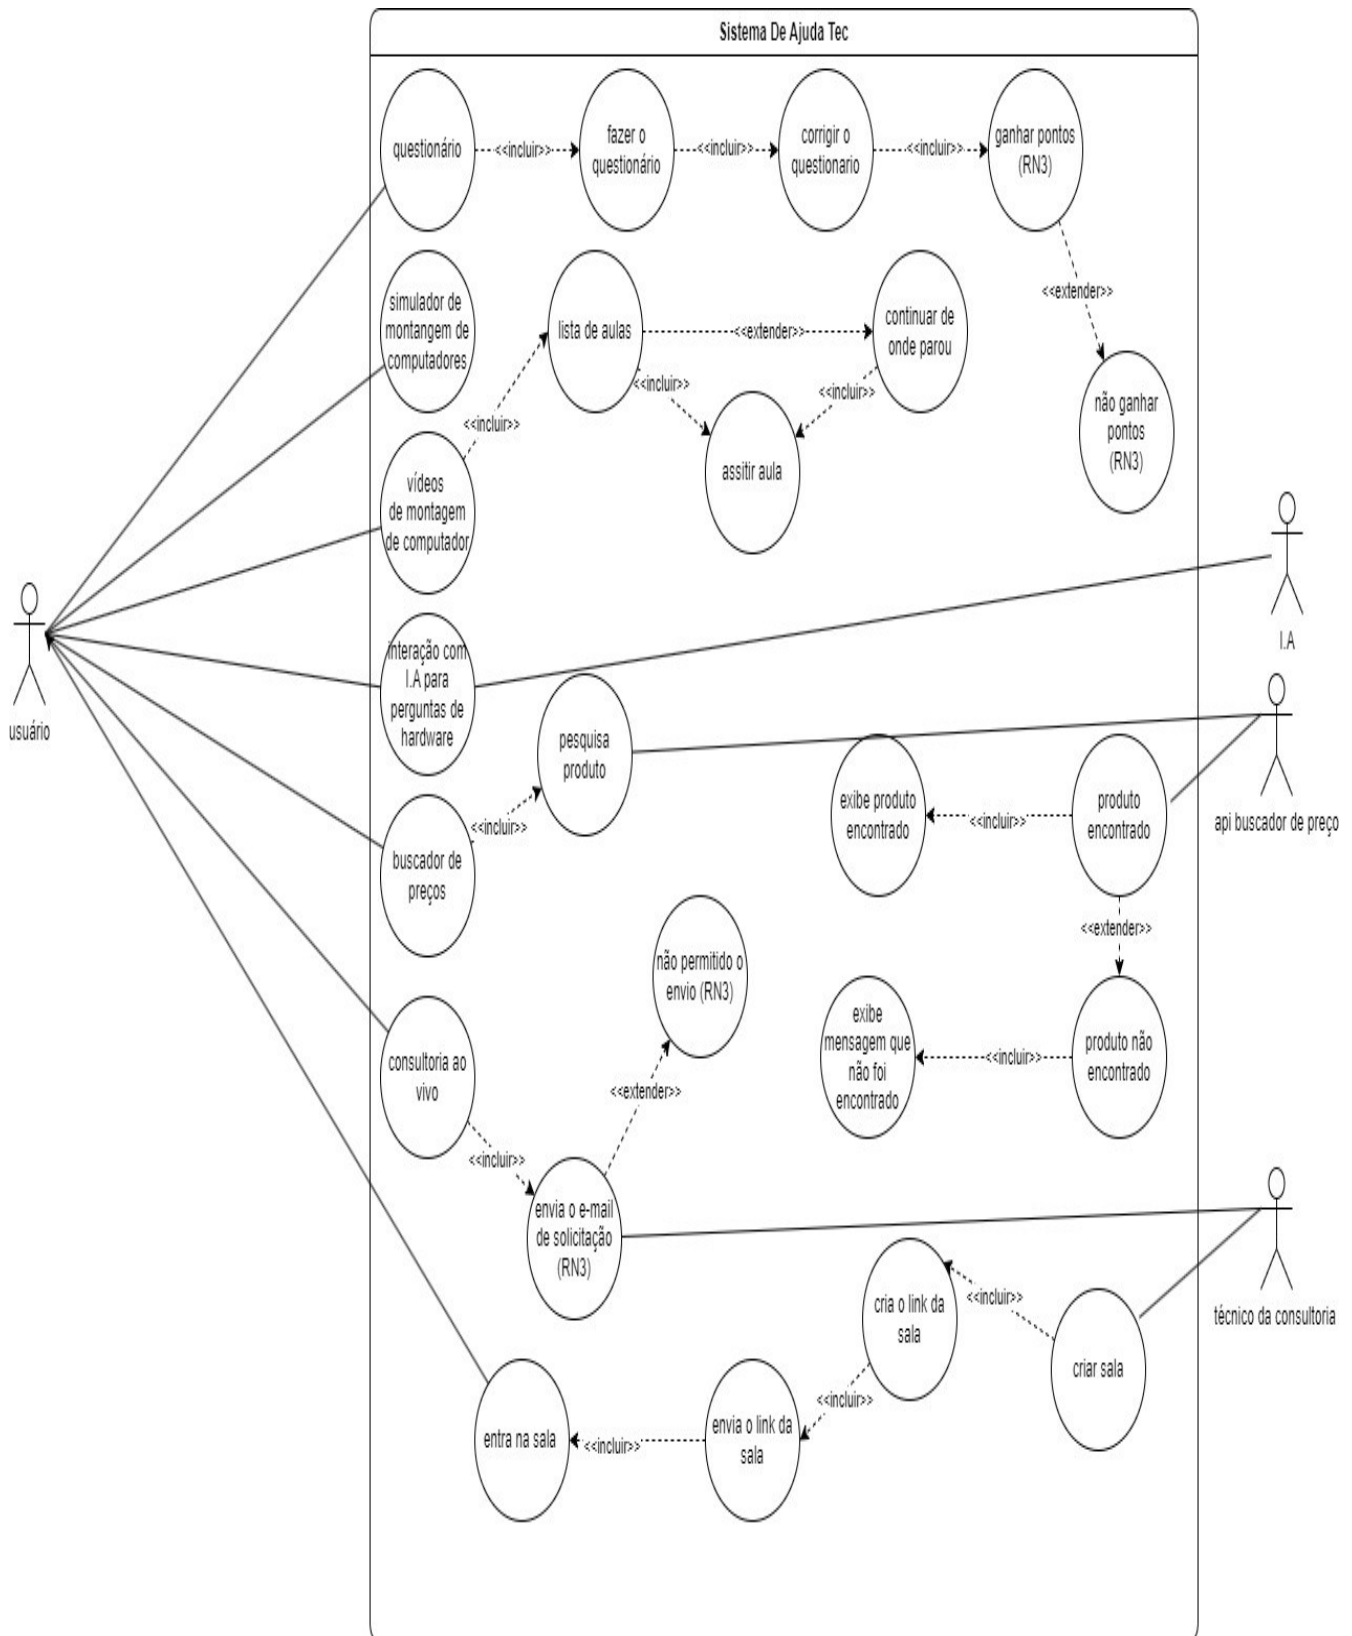 Sistema De Ajuda Tec
questionário
<<incluir>>
fazer o
questionário
<<incluir>>
corrigir o
questionario
<<incluir>>
ganhar pontos
(RN3)
<<extender>>
não ganhar
pontos
(RN3)
simulador de
montangem de
computadores
lista de aulas
<<extender>>
continuar de
onde parou
<<incluir>>
<<incluir>>
<<incluir>>
assitir aula
vídeos
de montagem
de computador
I.A
usuário
interação com
I.A para
perguntas de
hardware
pesquisa
produto
<<incluir>>
buscador de
preços
exibe produto
encontrado
<<incluir>>
produto
encontrado
api buscador de preço
<<extender>>
não permitido o
envio (RN3)
exibe
mensagem que
não foi
encontrado
<<incluir>>
produto não
encontrado
consultoria ao
vivo
<<extender>>
<<incluir>>
envia o e-mail
de solicitação
(RN3)
técnico da consultoria
cria o link da
sala
<<incluir>>
criar sala
<<incluir>>
envia o link da
sala
<<incluir>>
entra na sala